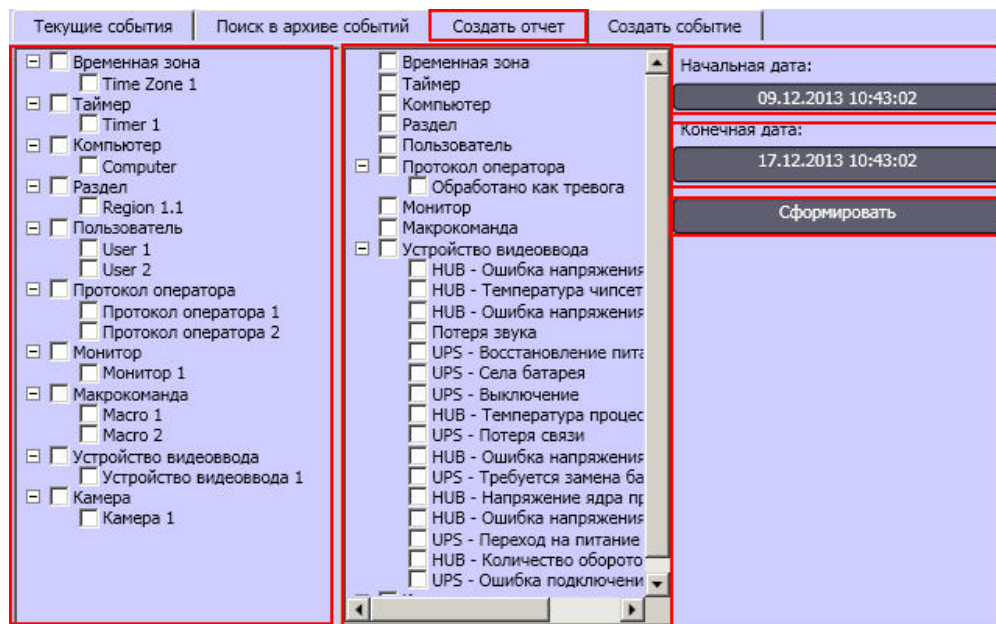 Текущие события
Поиск в архиве событий
Создать отчет
Создать событие
Временная зона
Time Zone 1
Таймер
Timer 1
Компьютер
Computer
Раздел
Region 1.1
Пользователь
User 1
User 2
Протокол оператора
Протокол оператора 1
Протокол оператора 2
Монитор
Монитор 1
Макрокоманда
Macro 1
Macro 2
Устройство видеоввода
Устройство видеоввода 1
Камера
Камера 1
Временная зона
Таймер
Компьютер
Раздел
Пользователь
Протокол оператора
Обработано как тревога
Монитор
Макрокоманда
Устройство видеоввода
HUB - Ошибка напряжения
HUB - Температура чипсет
HUB - Ошибка напряжения
Потеря звука
UPS - Восстановление пита
UPS - Села батарея
UPS - Выключение
HUB - Температура процес
UPS - Потеря связи
HUB - Ошибка напряжения
UPS - Требуется замена ба
HUB - Напряжение ядра пр
HUB - Ошибка напряжения
UPS - Переход на питание
HUB - Количество оборото
UPS - Ошибка подключени
Начальная дата:
09.12.2013 10:43:02
Конечная дата:
17.12.2013 10:43:02
Сформировать